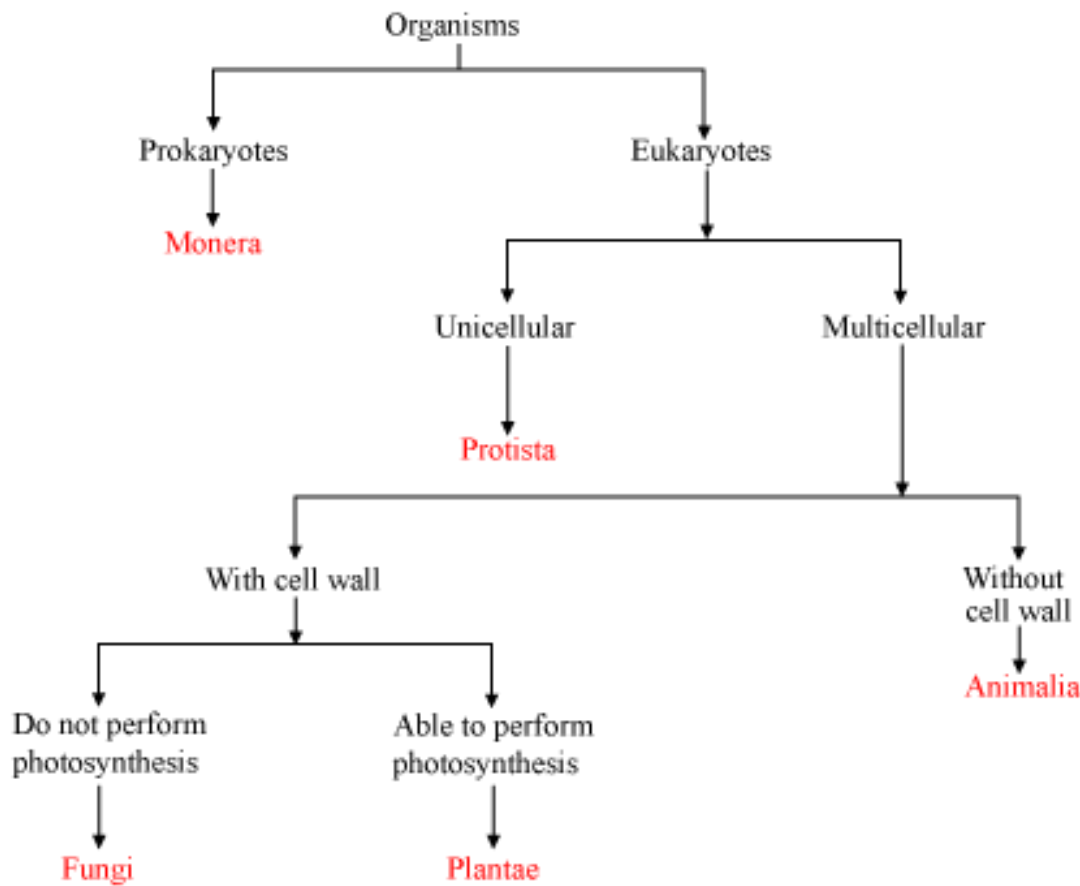 Organisms
Prokaryotes
Eukaryotes
Monera
Unicellular
Multicellular
Protista
With cell wall
Without
cell wall
Animalia
Do not perform
photosynthesis
Able to perform
photosynthesis
Fungi
Plantae